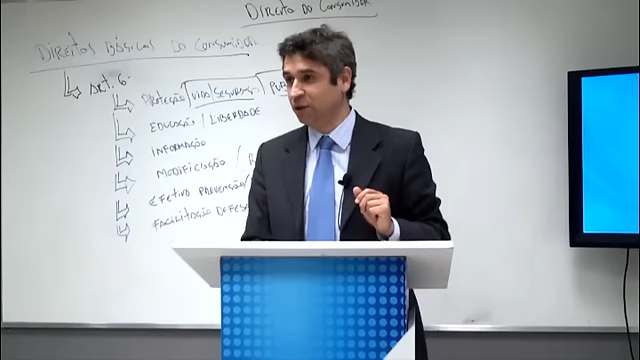 DIREITO DO CONSUMIDOR
DIREITOS BÁSICOS DO CONSUMIDOR
ART. 6º
PROTEÇÃO VIDA/SEGURANÇA
EDUCAÇÃO / LIBERDADE
INFORMAÇÃO
MODIFICAÇÃO /
EFETIVA PREVENÇÃO/
FACILITAÇÃO DEFESA